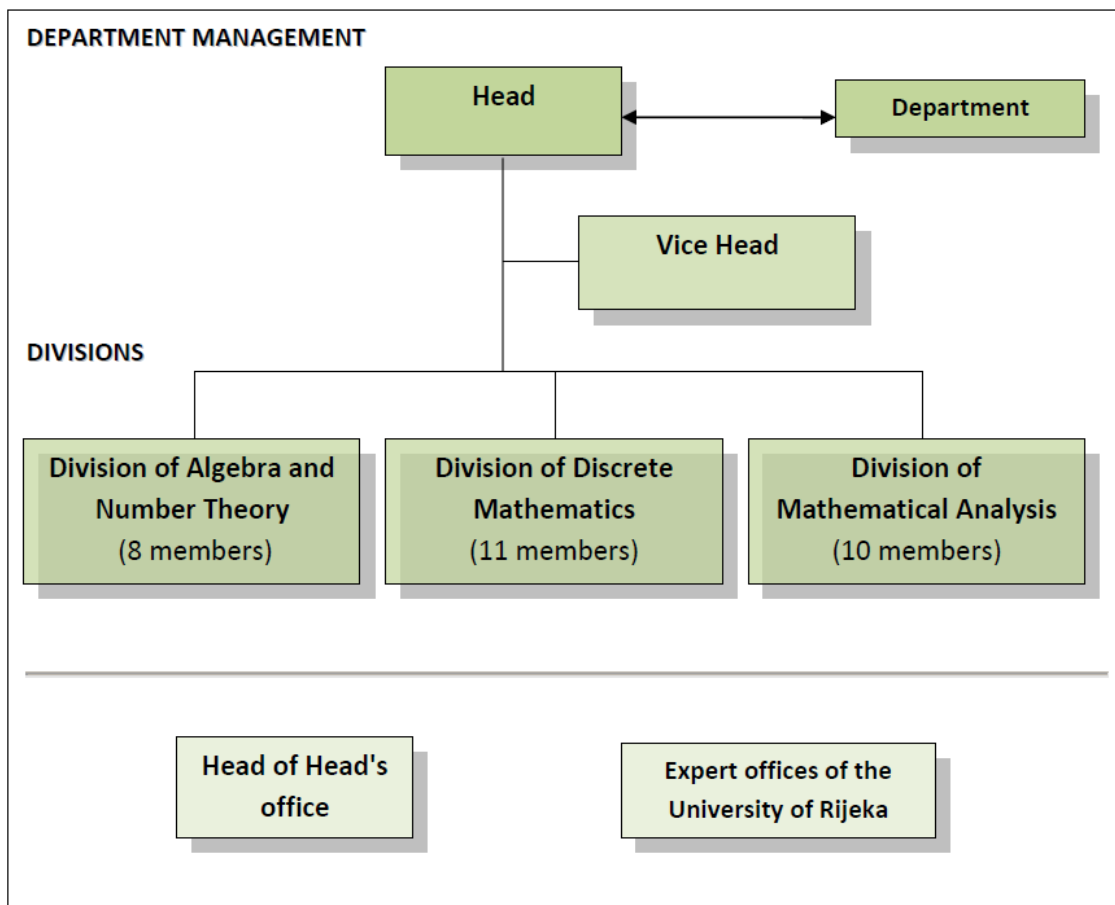 DEPARTMENT MANAGEMENT
Head
Department
Vice Head
DIVISIONS
Division of Algebra and
Number Theory
(8 members)
Division of Discrete
Mathematics
(11 members)
Division of
Mathematical Analysis
(10 members)
Head of Head's
office
Expert offices of the
University of Rijeka